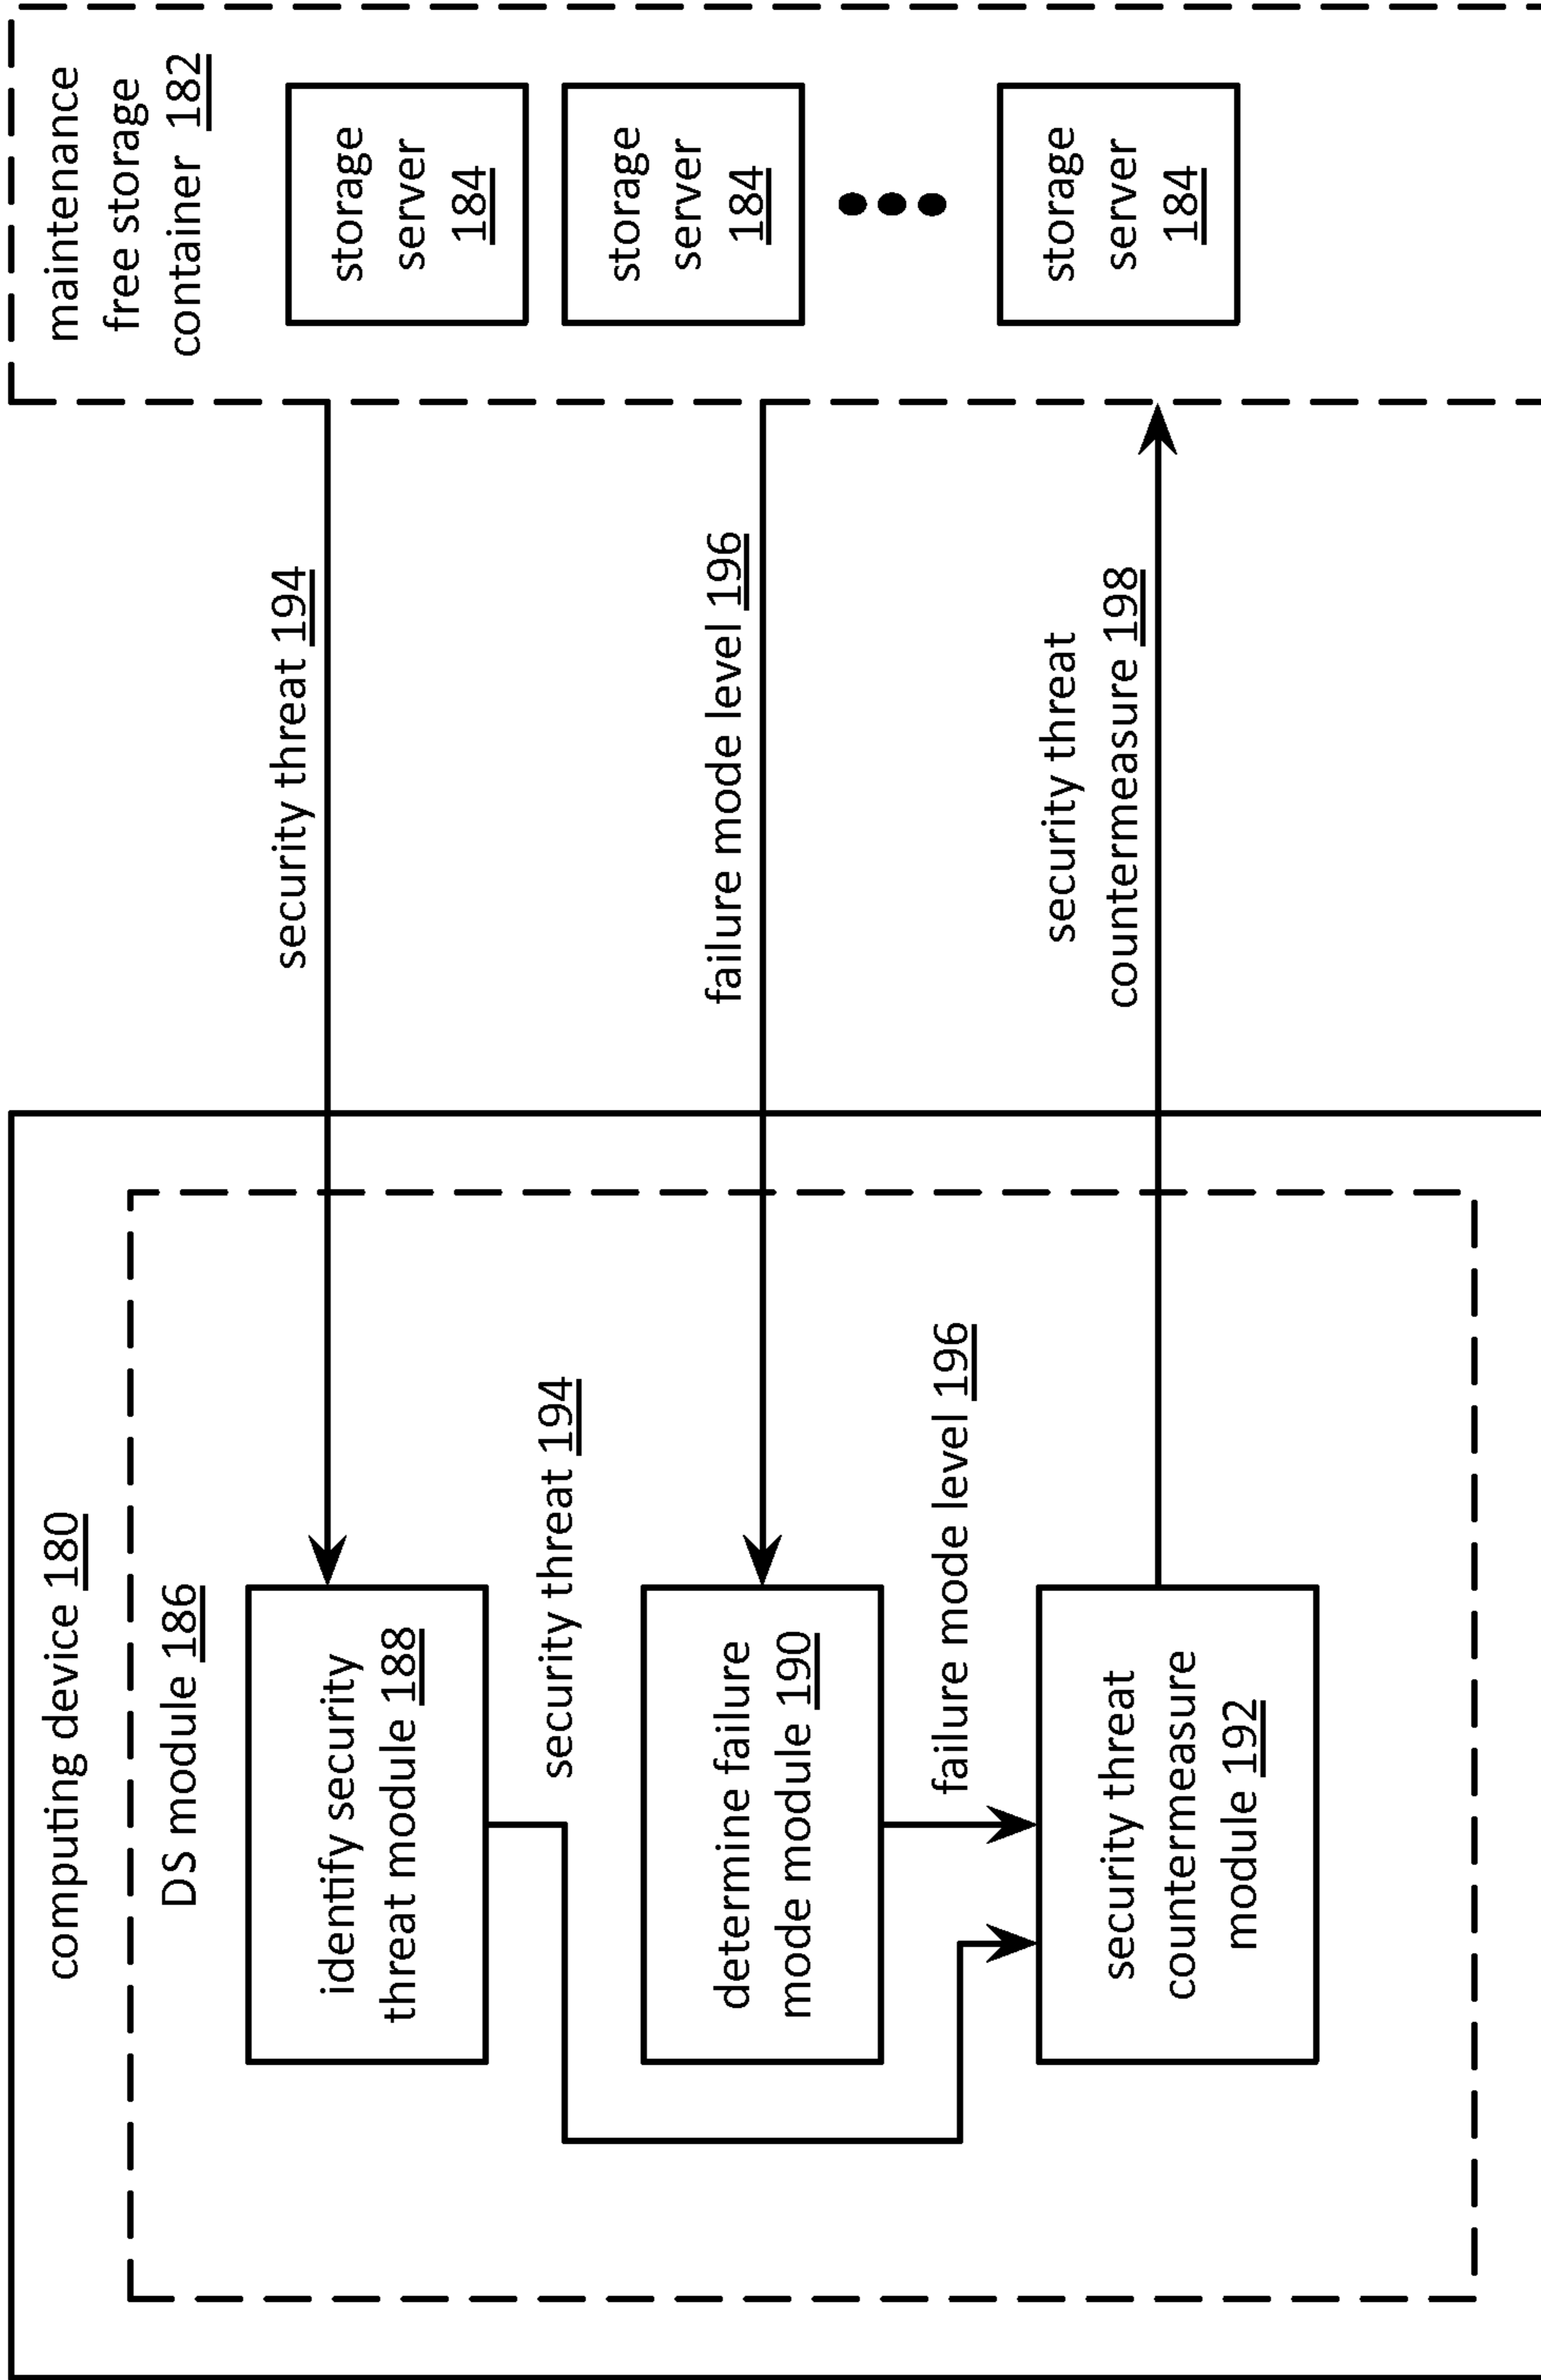 computing device 180
DS module 186
identify security
threat module 188
security threat 194
determine failure
mode module 190
failure mode level 196
security threat
countermeasure
module 192
security threat 194
failure mode level 196
security threat
countermeasure 198
maintenance
free storage
container 182
storage
server
184
storage
server
184
storage
server
184